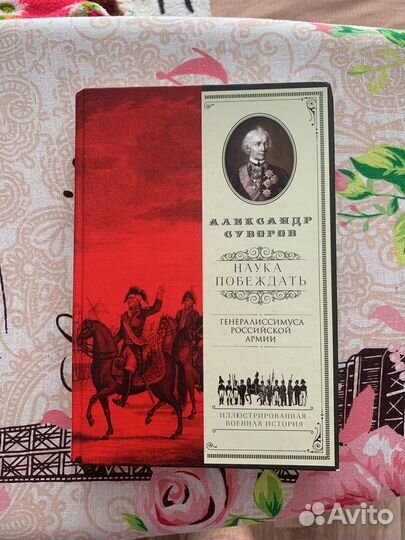 АЛЕКСАНДР
СУВОРОВ
НАУКА
ПОБЕЖДАТЬ
ГЕНЕРАЛИССИМУСА
РОССИЙСКОЙ
АРМИИ
ИЛЛЮСТРИРОВАННАЯ
ВОЕННАЯ ИСТОРИЯ
Avito